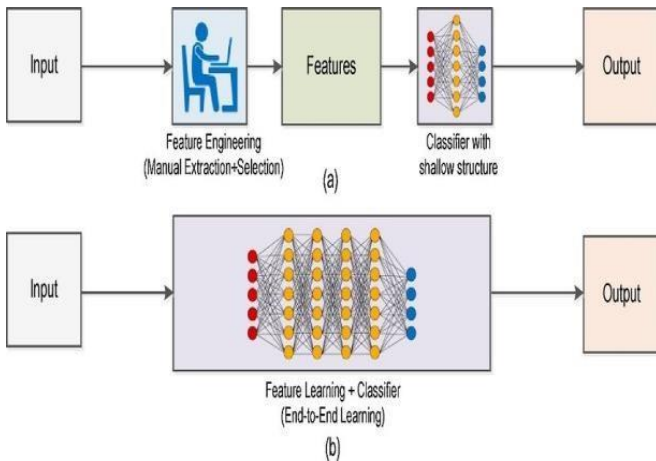 Input
Features
Output
Feature Engineering
(Manual Extraction+Selection)
Classifier with
shallow structure
(a)
Input
Output
Feature Learning + Classifier
(End-to-End Learning)
(b)